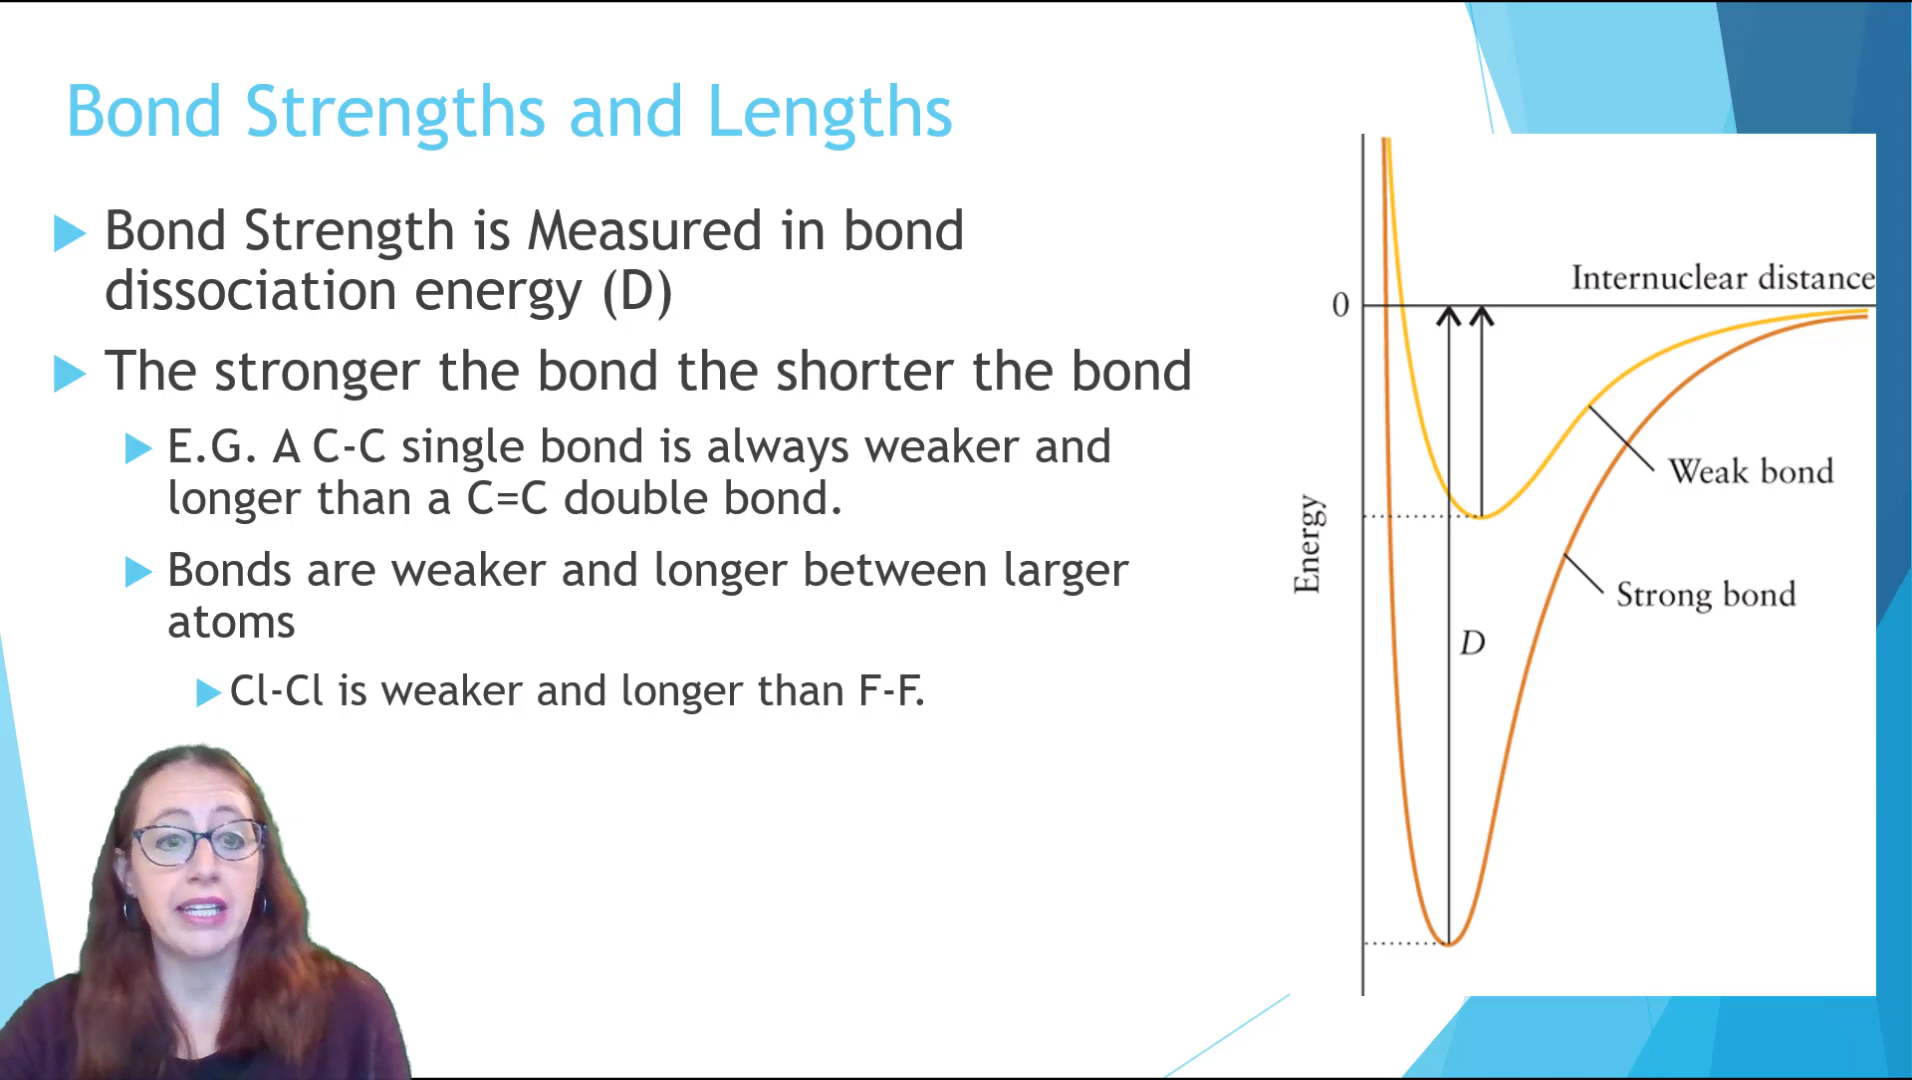 Bond Strengths and Lengths
Bond Strength is Measured in bond
dissociation energy (D)
The stronger the bond the shorter the bond
E.G. A C-C single bond is always weaker and
longer than a C=C double bond.
Bonds are weaker and longer between larger
atoms
Cl-Cl is weaker and longer than F-F.
Internuclear distance
0
Weak bond
Energy
Strong bond
D